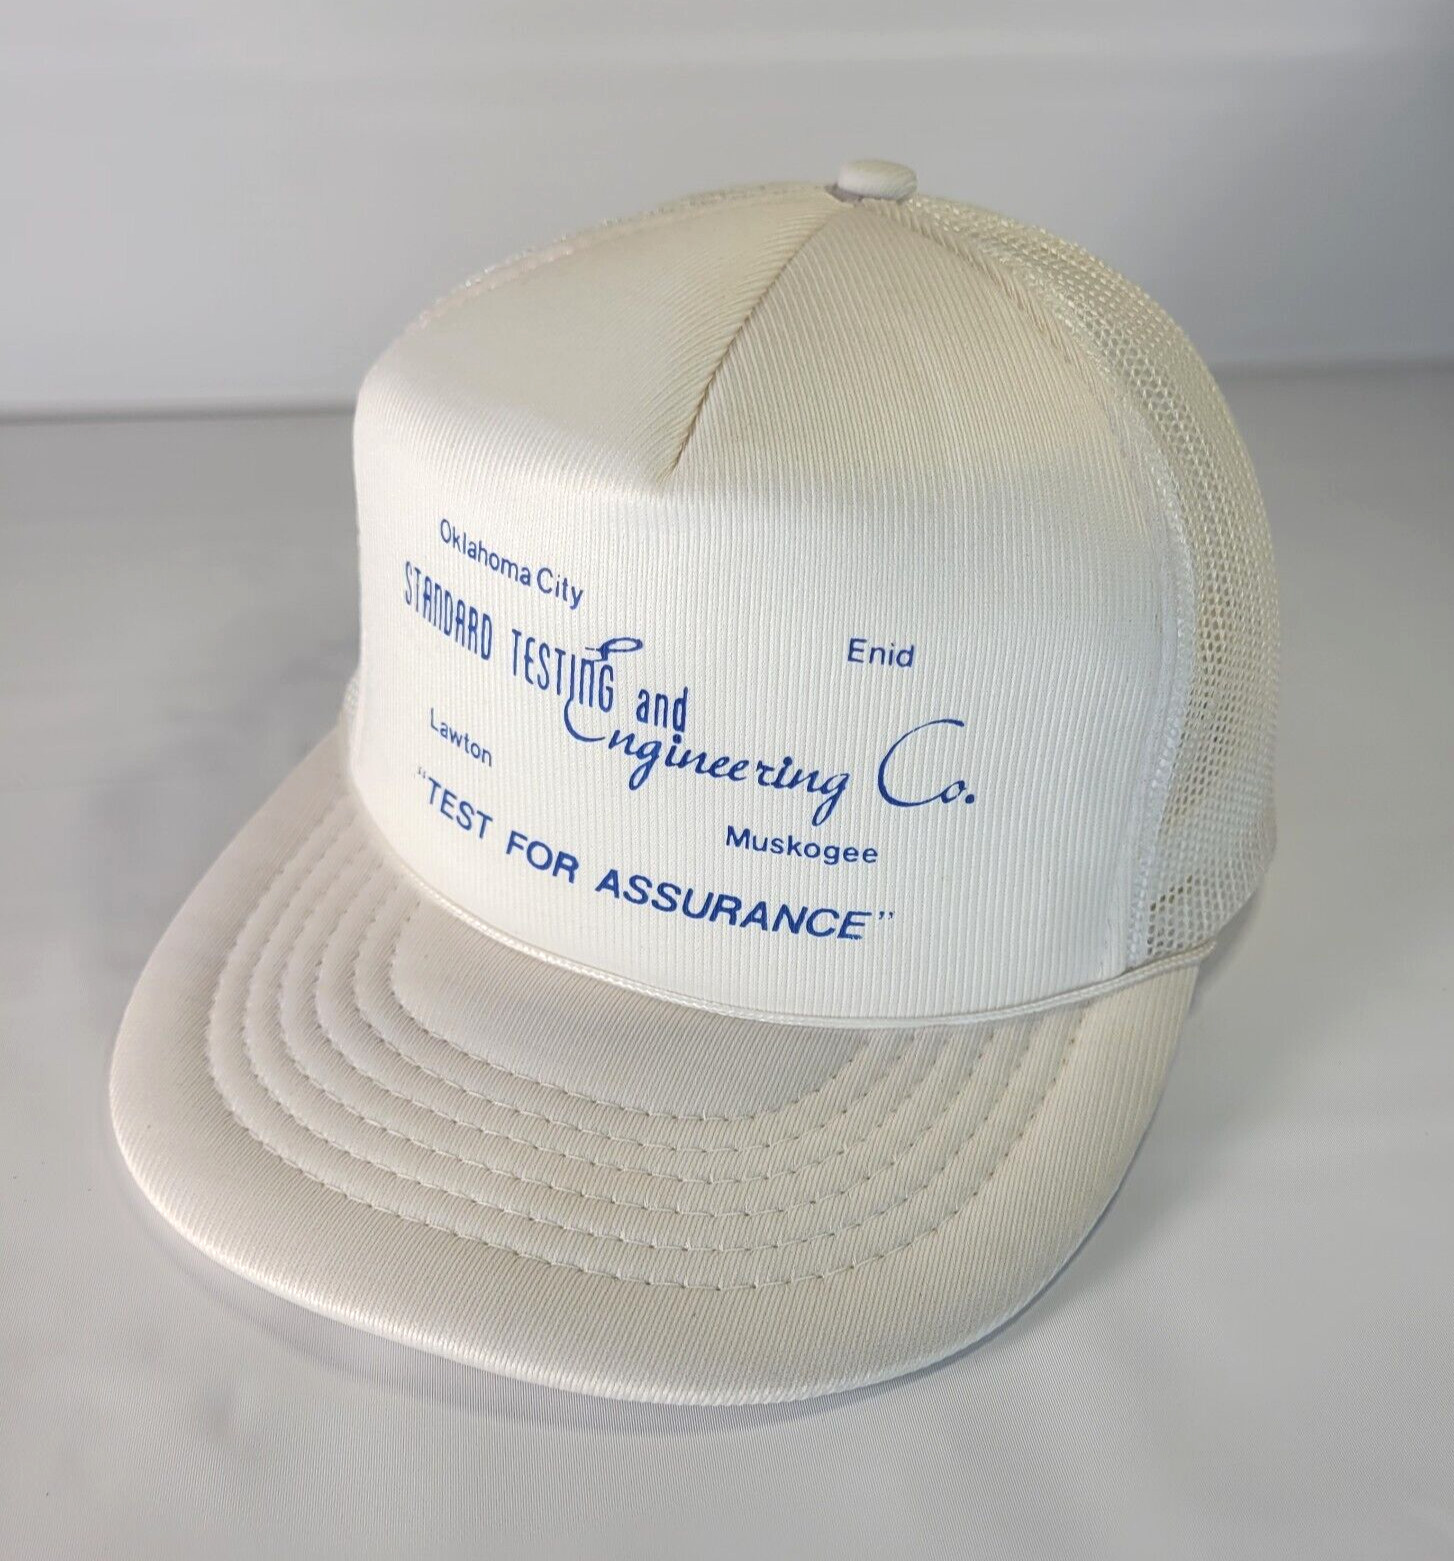 Oklahoma City
Enid
STANDARD TESTING and
Engineering Co.
Lawton
Muskogee
"TEST FOR ASSURANCE"